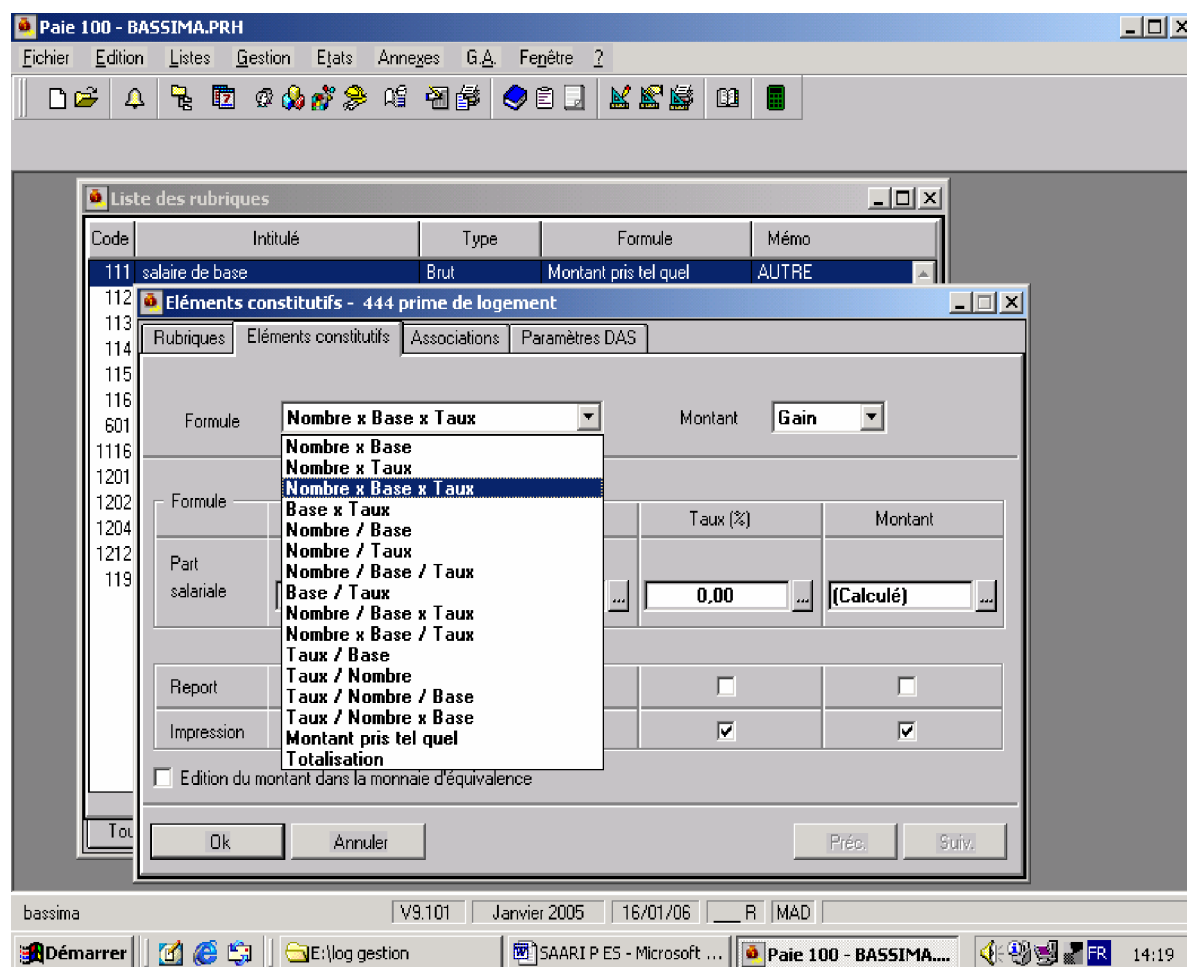 Paie 100 - BASSIMA.PRH
Fichier Edition Listes Gestion Etats Annexes G.A. Fenêtre ?
Liste des rubriques
Code Intitulé Type Formule Mémo
111 salaire de base Brut Montant pris tel quel AUTRE
112
113
114
115
116
601
1116
1201
1202
1204
1212
119
Eléments constitutifs - 444 prime de logement
Rubriques Eléments constitutifs Associations Paramètres DAS
Formule Nombre x Base x Taux Montant Gain
Nombre x Base
Nombre x Taux
Nombre x Base x Taux
Base x Taux
Nombre / Base
Nombre / Taux
Nombre / Base / Taux
Base / Taux
Nombre / Base x Taux
Nombre x Base / Taux
Taux / Base
Taux / Nombre
Taux / Nombre / Base
Taux / Nombre x Base
Montant pris tel quel
Totalisation
Formule
Taux (%) Montant
Part
salariale ... 0,00 ... (Calculé) ...
Report
Impression
Edition du montant dans la monnaie d'équivalence
Tou
Ok Annuler Préc. Suiv.
bassima V9.101 Janvier 2005 16/01/06 ___ R MAD
Démarrer E:\log gestion SAARI P ES - Microsoft ... Paie 100 - BASSIMA.... FR 14:19